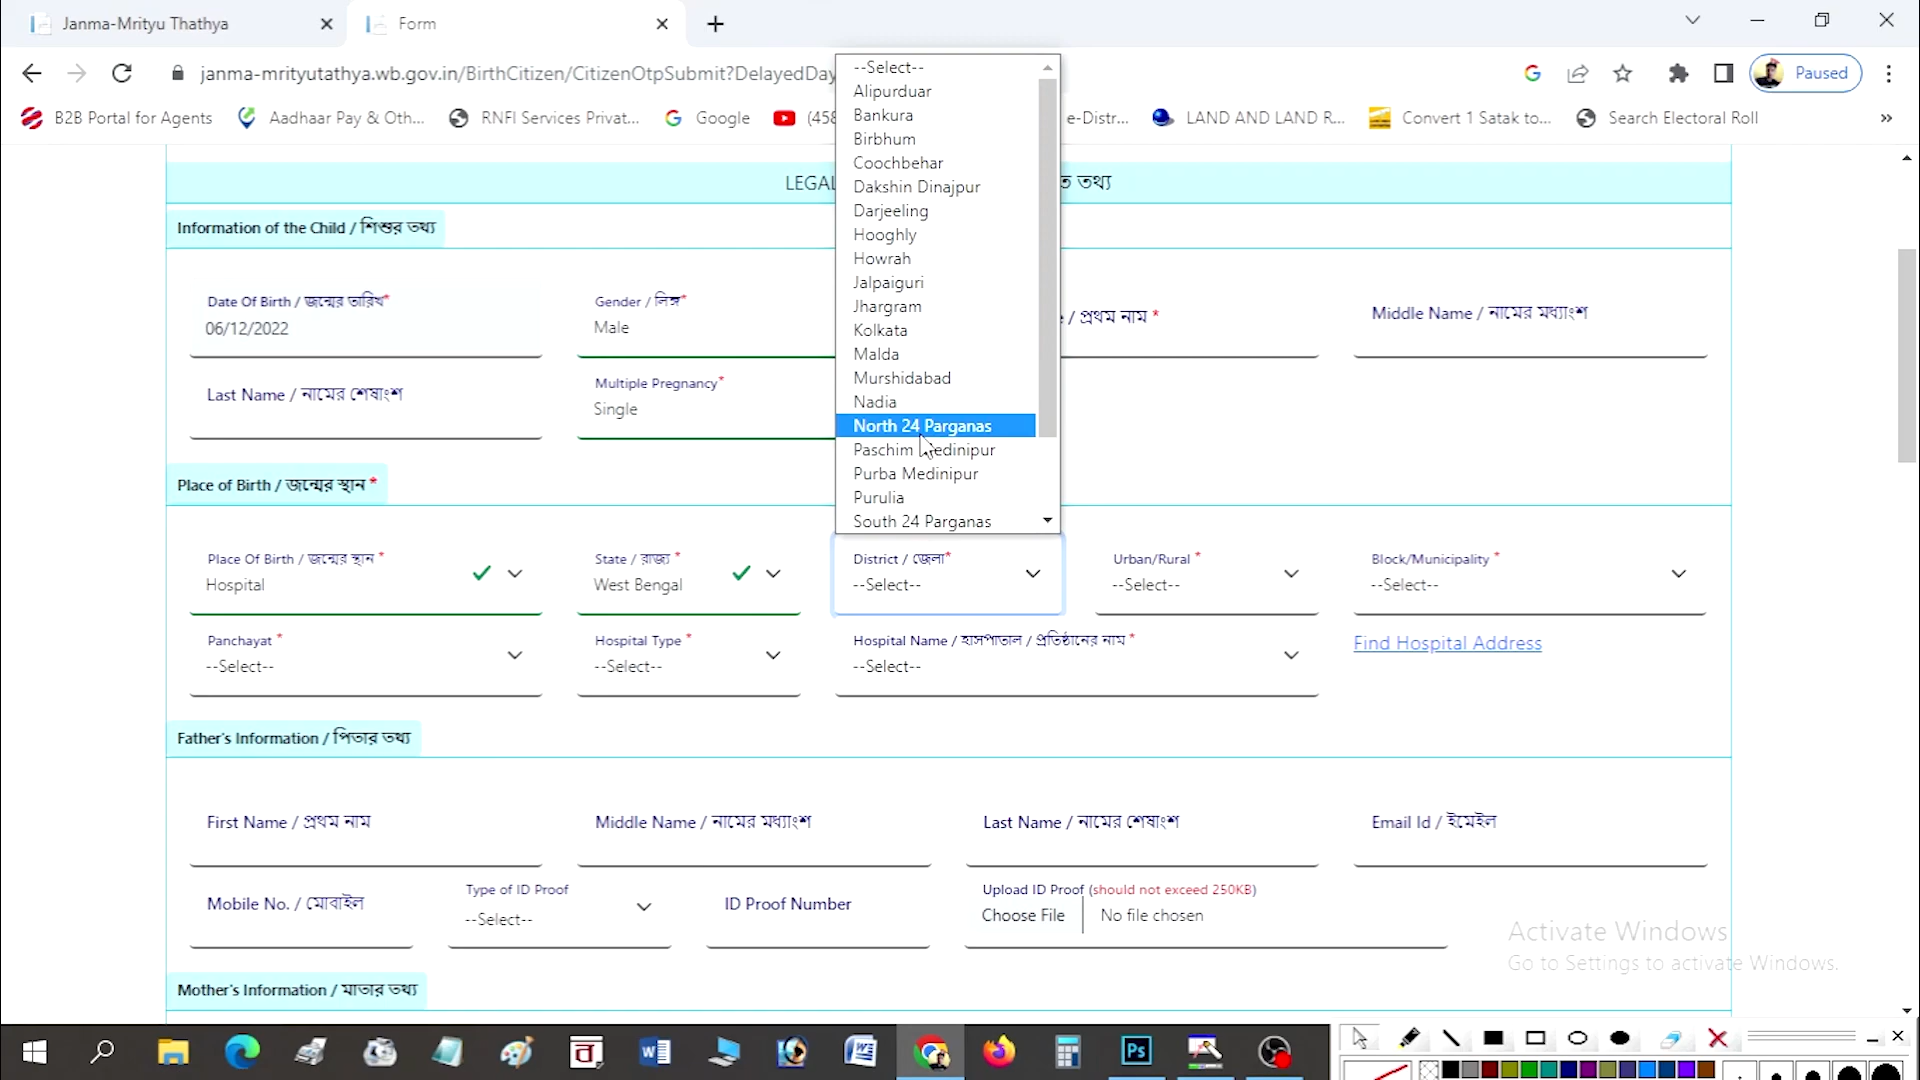 Janma-Mrityu Thathya
Form
janma-mrityutathya.wb.gov.in/BirthCitizen/CitizenOtpSubmit?DelayedDay
Paused
B2B Portal for Agents
Aadhaar Pay & Oth...
RNFI Services Privat...
Google
(458
e-Distr...
LAND AND LAND R...
Convert 1 Satak to...
Search Electoral Roll
»
--Select--
Alipurduar
Bankura
Birbhum
Coochbehar
Dakshin Dinajpur
Darjeeling
Hooghly
Howrah
Jalpaiguri
Jhargram
Kolkata
Malda
Murshidabad
Nadia
North 24 Parganas
Paschim Medinipur
Purba Medinipur
Purulia
South 24 Parganas
LEGAL
তথ্য
Information of the Child / শিশুর তথ্য
Date Of Birth / জন্মের তারিখ*
06/12/2022
Gender / লিঙ্গ*
Male
/ প্রথম নাম *
Middle Name / নামের মধ্যাংশ
Last Name / নামের শেষাংশ
Multiple Pregnancy*
Single
Place of Birth / জন্মের স্থান *
Place Of Birth / জন্মের স্থান *
Hospital
State / রাজ্য *
West Bengal
District / জেলা*
--Select--
Urban/Rural *
--Select--
Block/Municipality *
--Select--
Panchayat *
--Select--
Hospital Type *
--Select--
Hospital Name / হাসপাতাল / প্রতিষ্ঠানের নাম *
--Select--
Find Hospital Address
Father's Information / পিতার তথ্য
First Name / প্রথম নাম
Middle Name / নামের মধ্যাংশ
Last Name / নামের শেষাংশ
Email Id / ইমেইল
Mobile No. / মোবাইল
Type of ID Proof
--Select--
ID Proof Number
Upload ID Proof (should not exceed 250KB)
Choose File
No file chosen
Activate Windows
Go to Settings to activate Windows.
Mother's Information / মাতার তথ্য
Ps